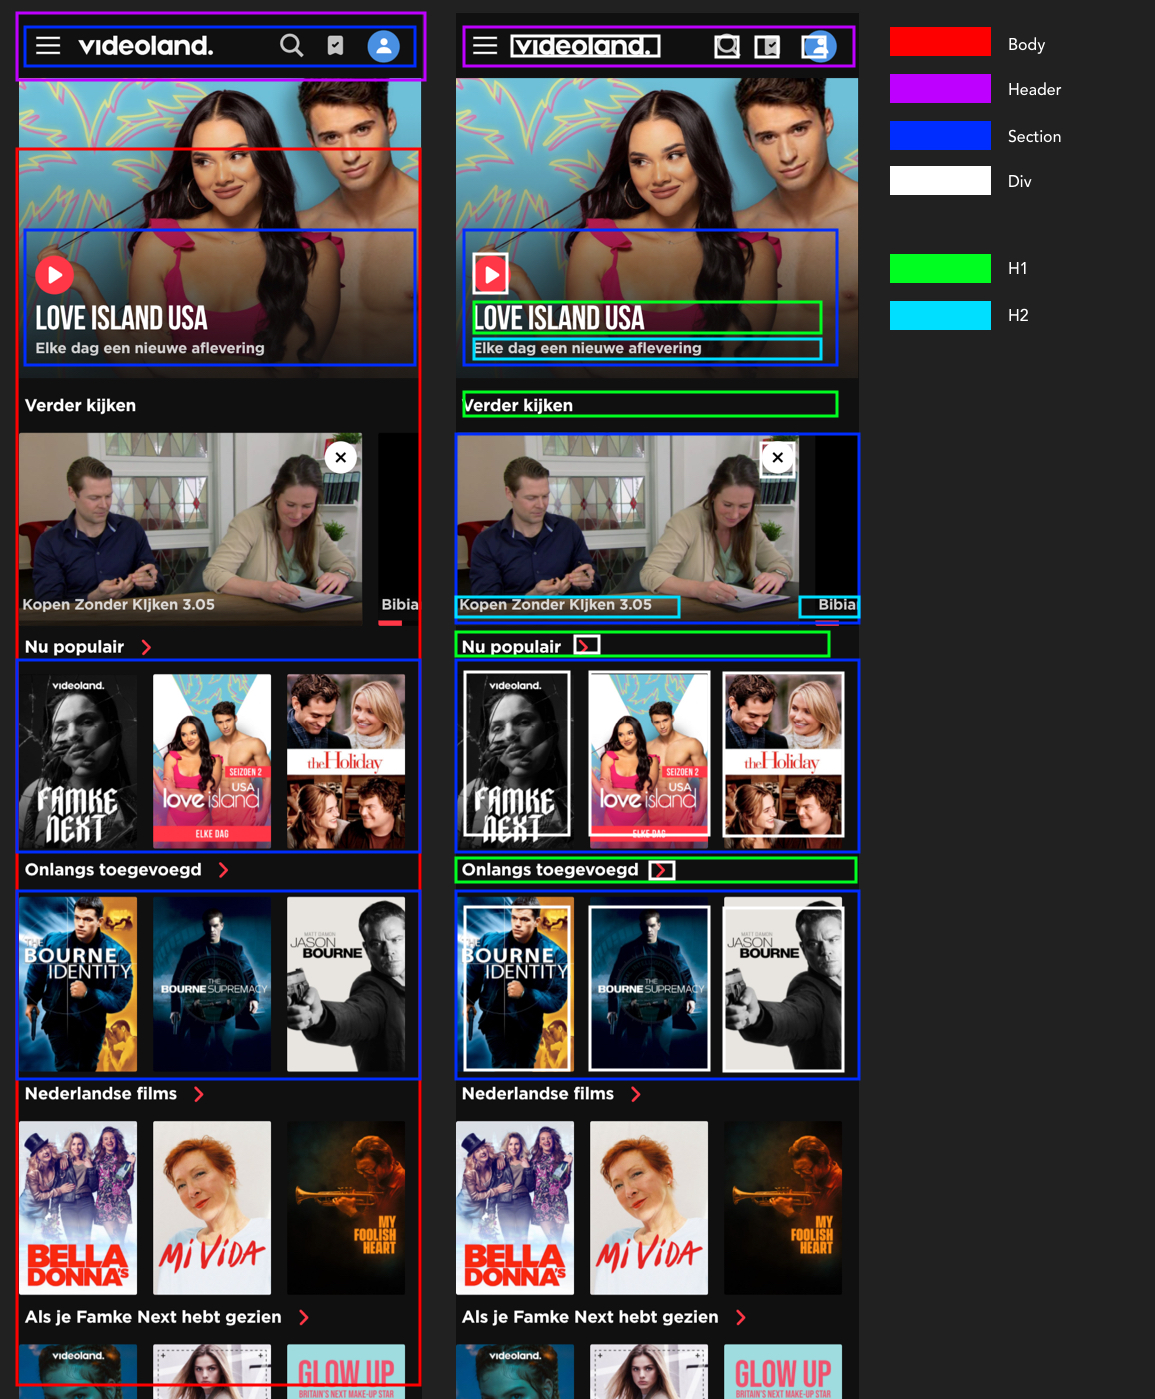 videoland.
LOVE ISLAND USA
Elke dag een nieuwe aflevering
Verder kijken
Kopen Zonder KIjken 3.05
Bibia
Nu populair
videoland.
FAMKE
NEXT
SEIZOEN 2
USA
love island
ELKE DAG
the Holiday
Onlangs toegevoegd
THE
BOURNE
IDENTITY
THE
BOURNE SUPREMACY
MATT DAMON
JASON
BOURNE
Nederlandse films
BELLA
DONNA'S
Mi ViDA
MY
FOOLISH
HEART
Als je Famke Next hebt gezien
videoland.
GLOW UP
BRITAIN'S NEXT MAKE-UP STAR
videoland.
LOVE ISLAND USA
Elke dag een nieuwe aflevering
Verder kijken
Kopen Zonder KIjken 3.05
Bibia
Nu populair
videoland.
FAMKE
NEXT
SEIZOEN 2
USA
love island
ELKE DAG
the Holiday
Onlangs toegevoegd
THE
BOURNE
IDENTITY
THE
BOURNE SUPREMACY
MATT DAMON
JASON
BOURNE
Nederlandse films
BELLA
DONNA'S
Mi ViDA
MY
FOOLISH
HEART
Als je Famke Next hebt gezien
videoland.
GLOW UP
BRITAIN'S NEXT MAKE-UP STAR
Body
Header
Section
Div
H1
H2